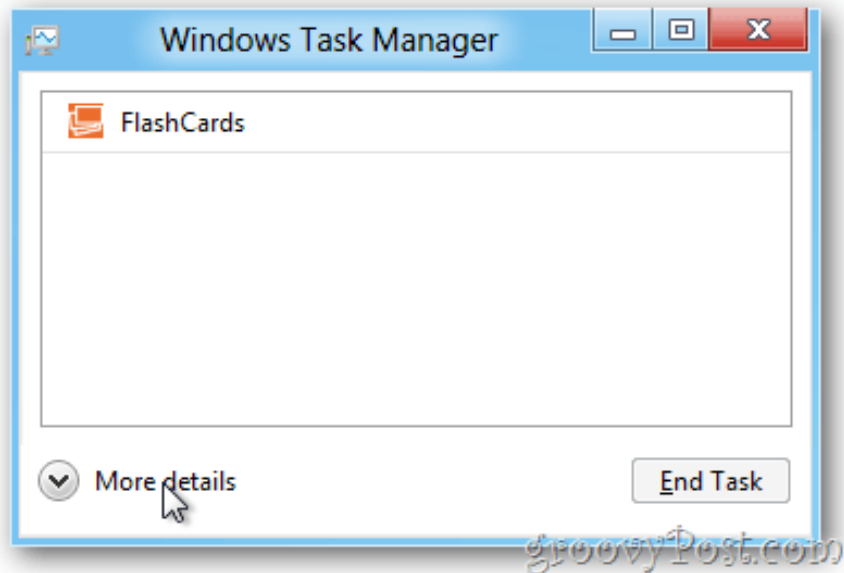 Windows Task Manager
FlashCards
More details
End Task
groovyPost.com